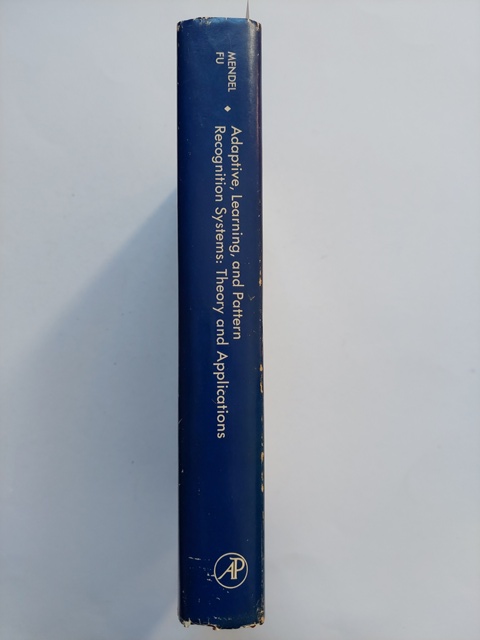 MENDEL
FU
◆
Adaptive, Learning, and Pattern
Recognition Systems: Theory and Applications
AP